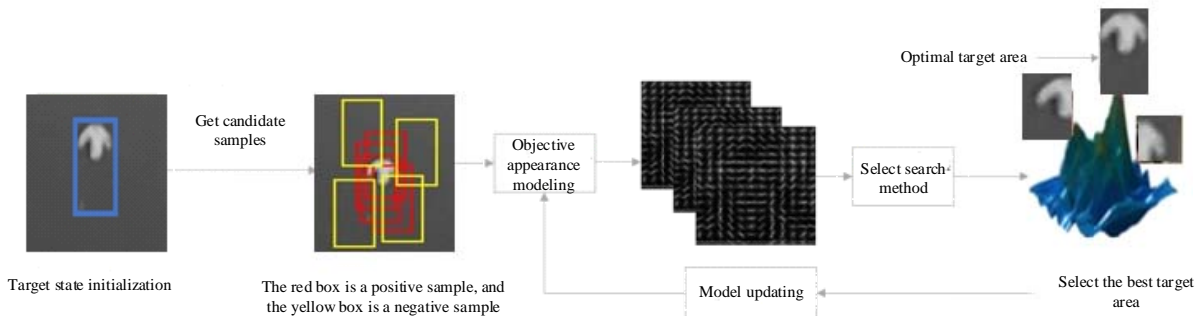 Optimal target area
Get candidate
samples
Objective
appearance
modeling
Select search-
method
Target state initialization
The red box is a positive sample, and
the yellow box is a negative sample
Model updating
Select the best target
area